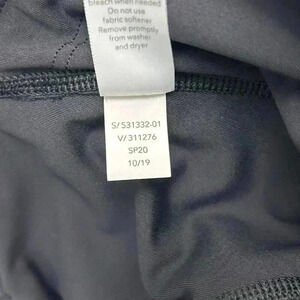 bleach when needed
Do not use
fabric softener
Remove promptly
from washer
and dryer
S/531332-01
V/311276
SP20
10/19